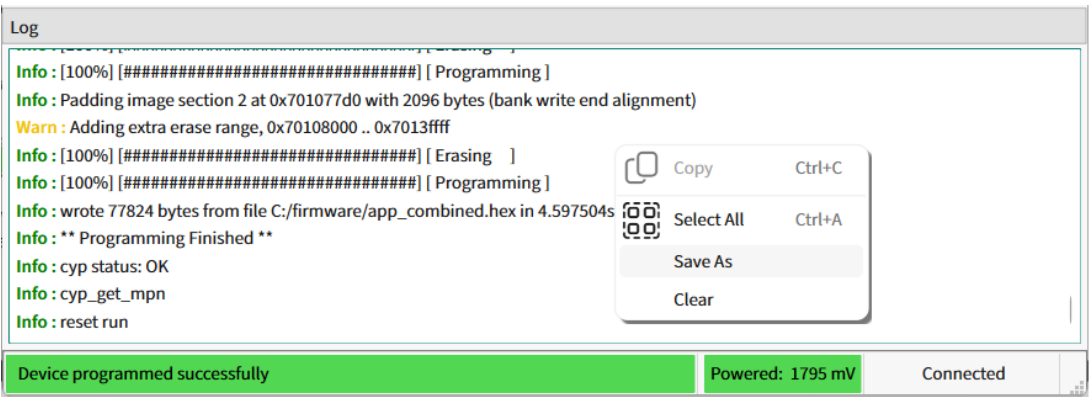 Log
Info : [100%] [################################] [ Erasing ]
Info : [100%] [################################] [ Programming ]
Info : Padding image section 2 at 0x701077d0 with 2096 bytes (bank write end alignment)
Warn : Adding extra erase range, 0x70108000 .. 0x7013ffff
Info : [100%] [################################] [ Erasing ]
Info : [100%] [################################] [ Programming ]
Info : wrote 77824 bytes from file C:/firmware/app_combined.hex in 4.597504s
Info : ** Programming Finished **
Info : cyp status: OK
Info : cyp_get_mpn
Info : reset run
Copy Ctrl+C
Select All Ctrl+A
Save As
Clear
Device programmed successfully
Powered: 1795 mV
Connected